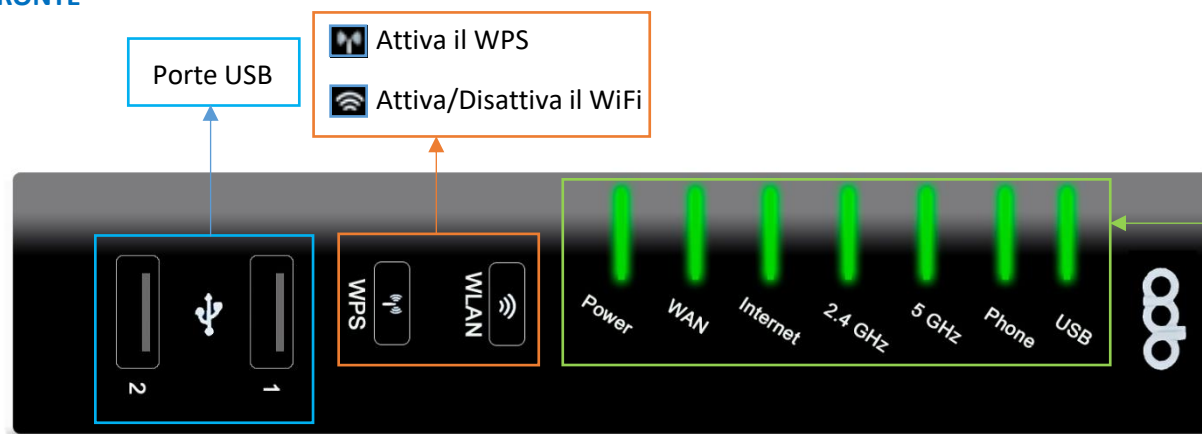 RONTE
Porte USB
Attiva il WPS
Attiva/Disattiva il WiFi
2
1
WPS
WLAN
Power
WAN
Internet
2.4 GHz
5 GHz
Phone
USB
adb